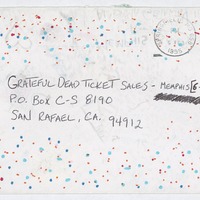 GRATEFUL DEAD TICKET SALES - MEMPHIS
P.O. BOX C-S 8190
SAN RAFAEL, CA. 94912